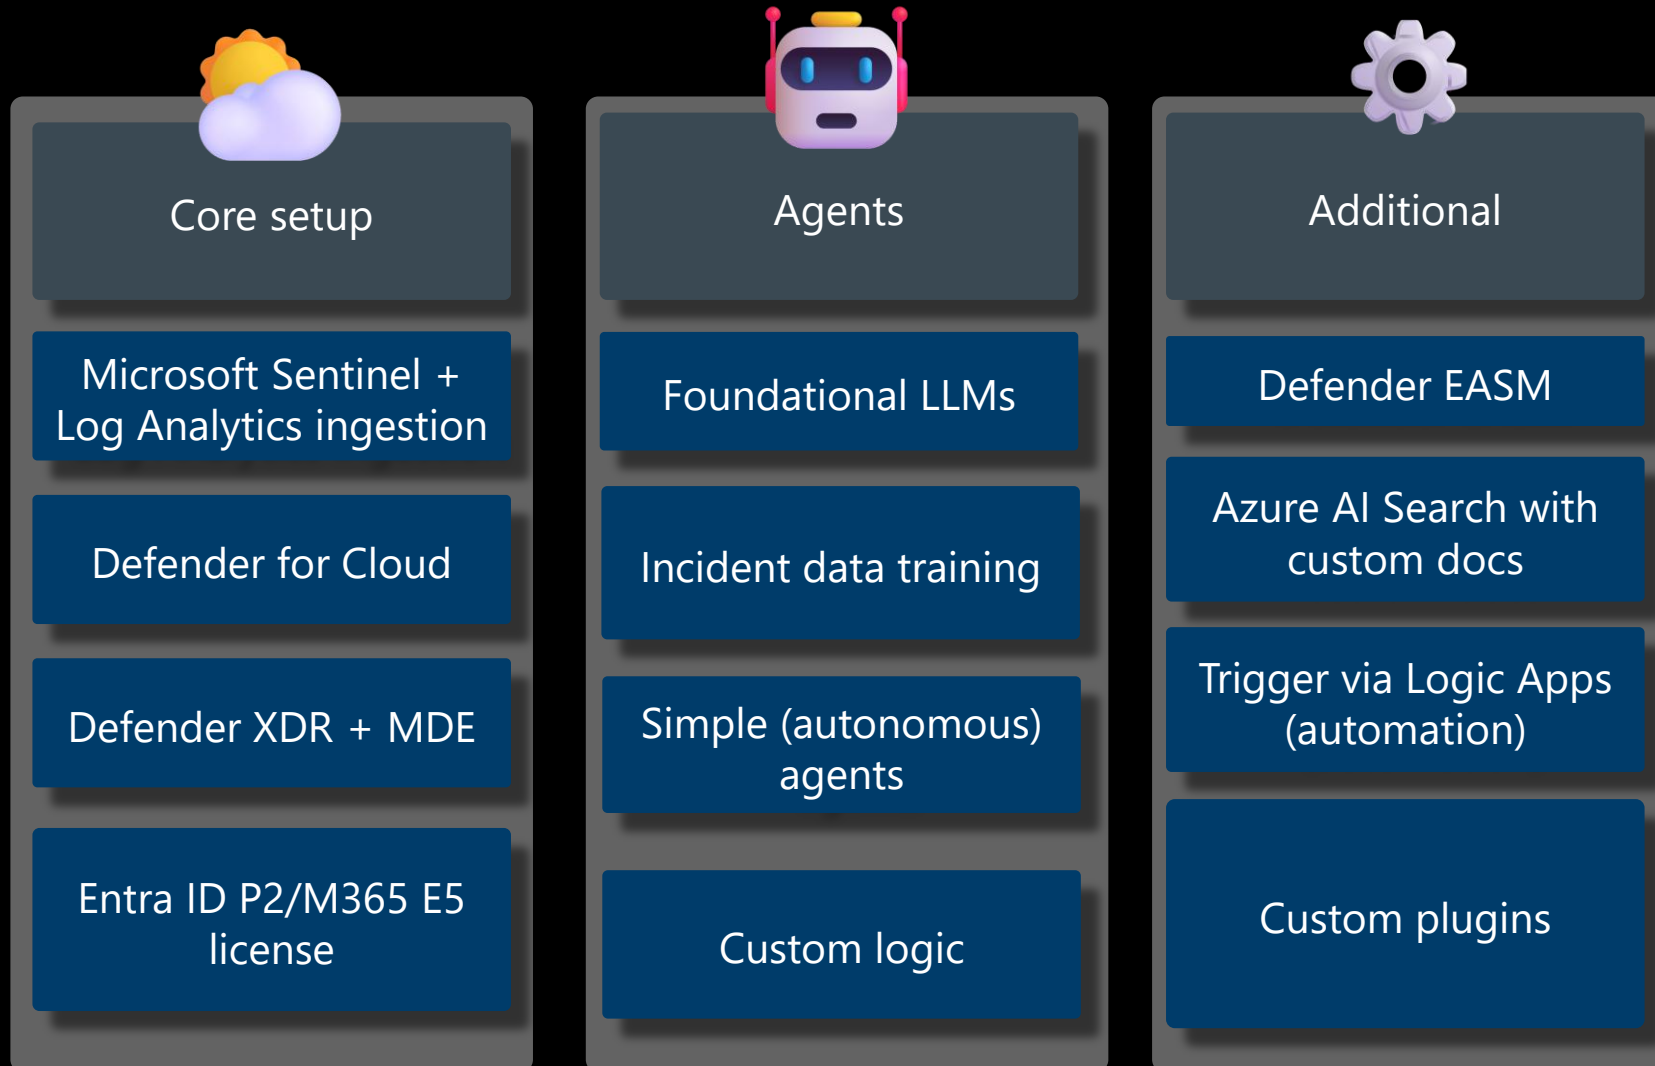 Core setup
Microsoft Sentinel +
Log Analytics ingestion
Defender for Cloud
Defender XDR + MDE
Entra ID P2/M365 E5
license
Agents
Foundational LLMs
Incident data training
Simple (autonomous)
agents
Custom logic
Additional
Defender EASM
Azure AI Search with
custom docs
Trigger via Logic Apps
(automation)
Custom plugins